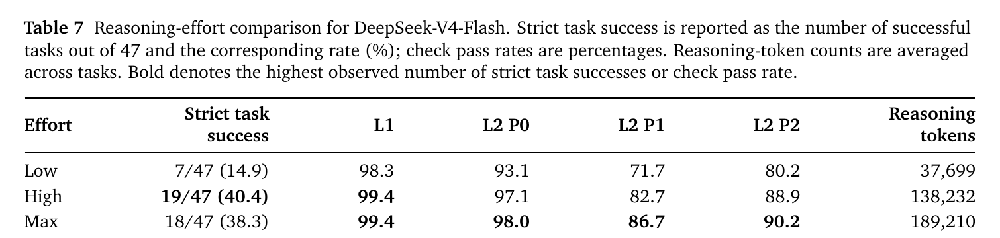 Table 7 Reasoning-effort comparison for DeepSeek-V4-Flash. Strict task success is reported as the number of successful
tasks out of 47 and the corresponding rate (%); check pass rates are percentages. Reasoning-token counts are averaged
across tasks. Bold denotes the highest observed number of strict task successes or check pass rate.
Effort Strict task success L1 L2 P0 L2 P1 L2 P2 Reasoning tokens
Low 7/47 (14.9) 98.3 93.1 71.7 80.2 37,699
High 19/47 (40.4) 99.4 97.1 82.7 88.9 138,232
Max 18/47 (38.3) 99.4 98.0 86.7 90.2 189,210